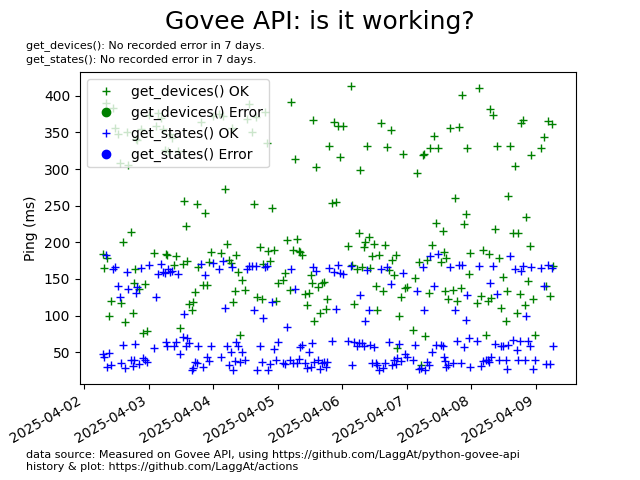 Govee API: is it working?
get_devices(): No recorded error in 7 days.
get_states(): No recorded error in 7 days.
get_devices() OK
get_devices() Error
get_states() OK
get_states() Error
Ping (ms)
400
350
300
250
200
150
100
50
2025-04-02
2025-04-03
2025-04-04
2025-04-05
2025-04-06
2025-04-07
2025-04-08
2025-04-09
data source: Measured on Govee API, using https://github.com/LaggAt/python-govee-api
history & plot: https://github.com/LaggAt/actions